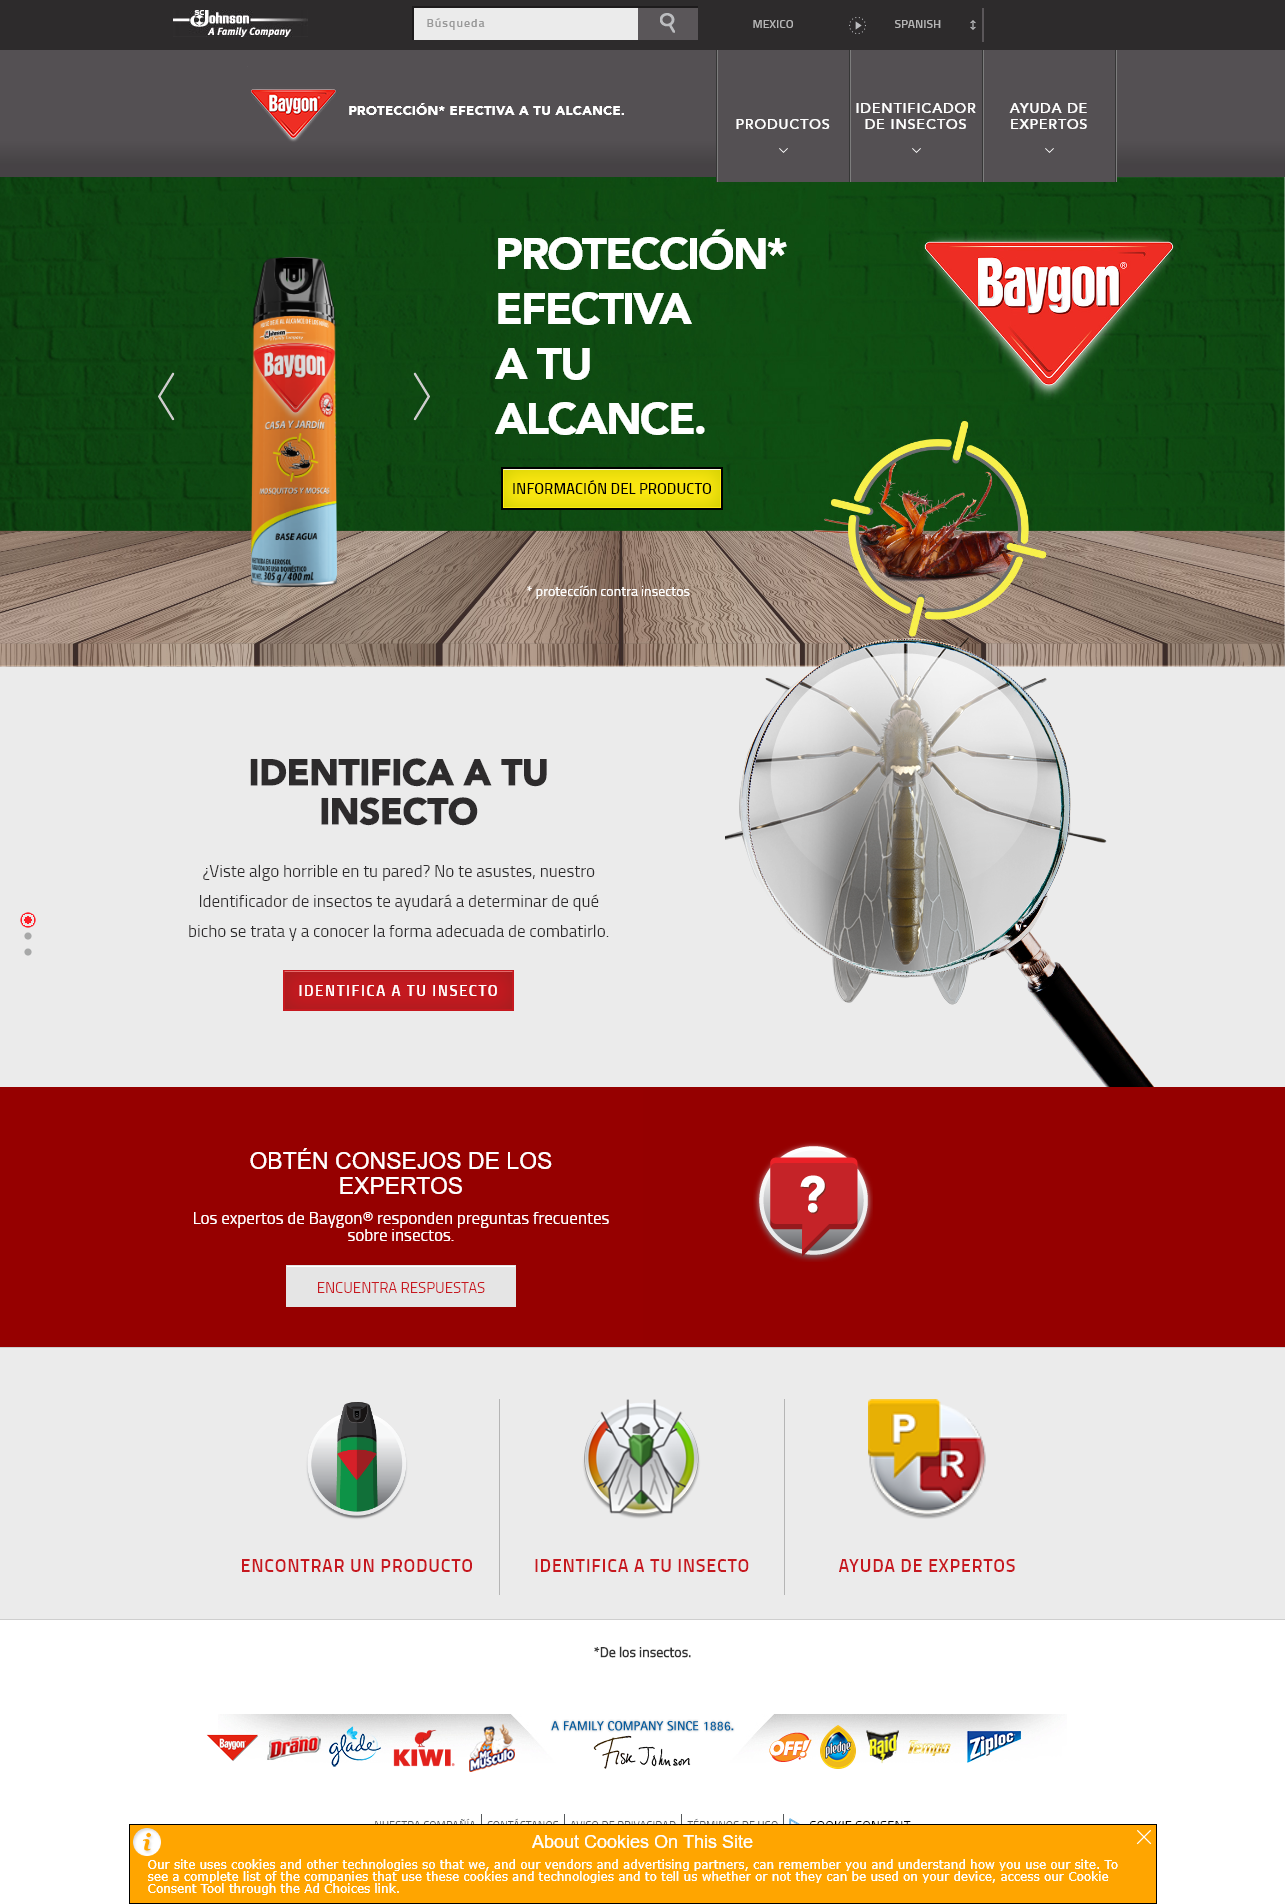 SC Johnson
A Family Company
Búsqueda
MEXICO
SPANISH
Baygon®
PROTECCIÓN* EFECTIVA A TU ALCANCE.
PRODUCTOS
IDENTIFICADOR
DE INSECTOS
AYUDA DE
EXPERTOS
PROTECCIÓN*
EFECTIVA
A TU
ALCANCE.
Baygon®
Johnson
Baygon
CASA Y JARDÍN
MOSQUITOS Y MOSCAS
BASE AGUA
305 g / 400 mL
INFORMACIÓN DEL PRODUCTO
* proteccíón contra insectos
IDENTIFICA A TU
INSECTO
¿Viste algo horrible en tu pared? No te asustes, nuestro
Identificador de insectos te ayudará a determinar de qué
bicho se trata y a conocer la forma adecuada de combatirlo.
IDENTIFICA A TU INSECTO
OBTÉN CONSEJOS DE LOS
EXPERTOS
Los expertos de Baygon® responden preguntas frecuentes
sobre insectos.
ENCUENTRA RESPUESTAS
?
P
R
ENCONTRAR UN PRODUCTO
IDENTIFICA A TU INSECTO
AYUDA DE EXPERTOS
*De los insectos.
A FAMILY COMPANY SINCE 1886.
Fisk Johnson
Baygon
Drāno
glade
KIWI
Mr Musculo
OFF!
pledge
Raid
Tempo
Ziploc
NUESTRA COMPAÑÍA
CONTÁCTANOS
AVISO DE PRIVACIDAD
TÉRMINOS DE USO
COOKIE CONSENT
About Cookies On This Site
Our site uses cookies and other technologies so that we, and our vendors and advertising partners, can remember you and understand how you use our site. To
see a complete list of the companies that use these cookies and technologies and to tell us whether or not they can be used on your device, access our Cookie
Consent Tool through the Ad Choices link.